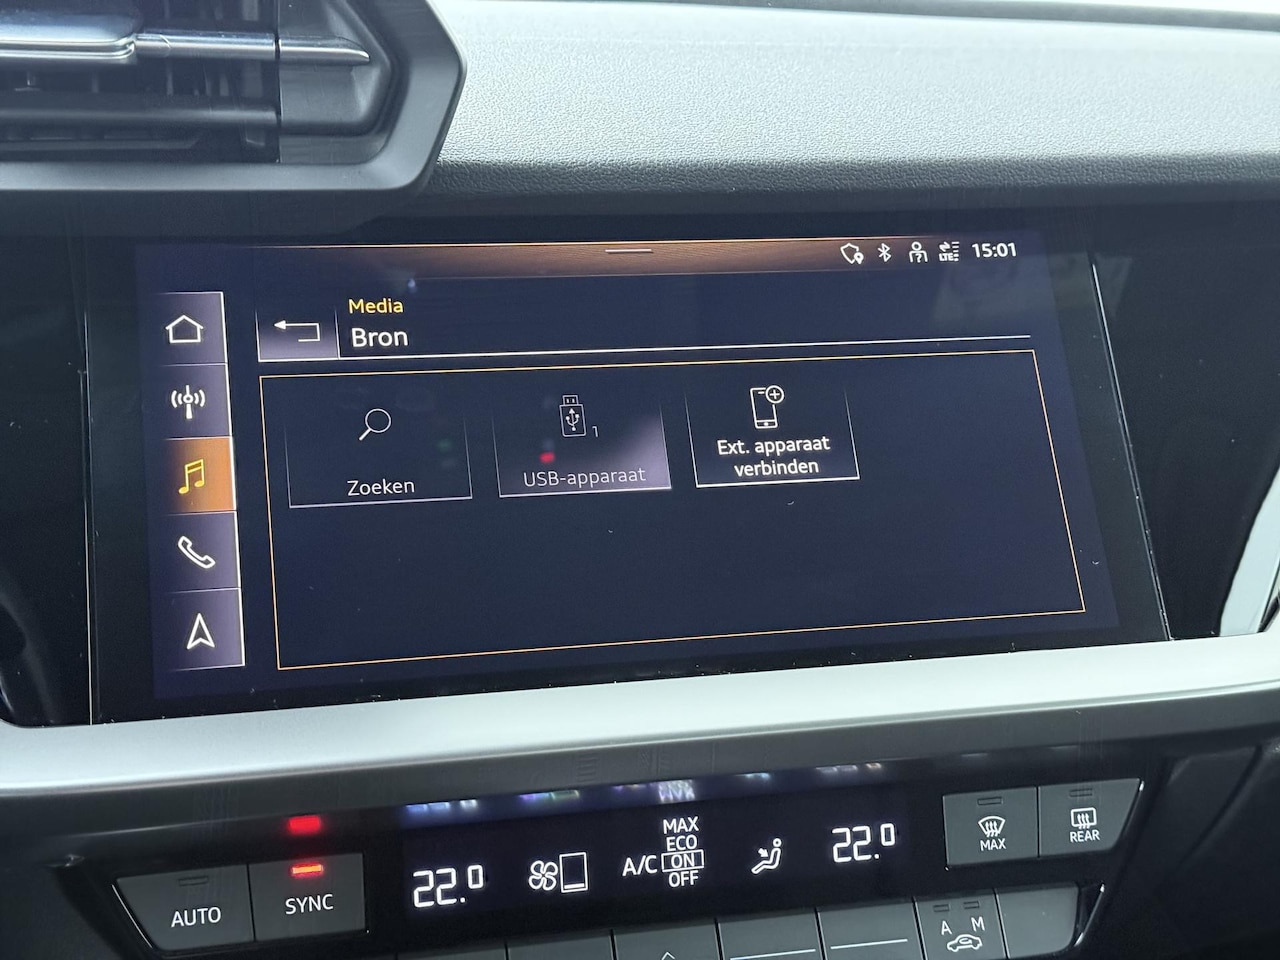 LTE
15:01
Media
Bron
Zoeken
1
USB-apparaat
Ext. apparaat
verbinden
MAX
ECO
A/C ON
OFF
22.0
22.0
AUTO
SYNC
MAX
REAR
A M